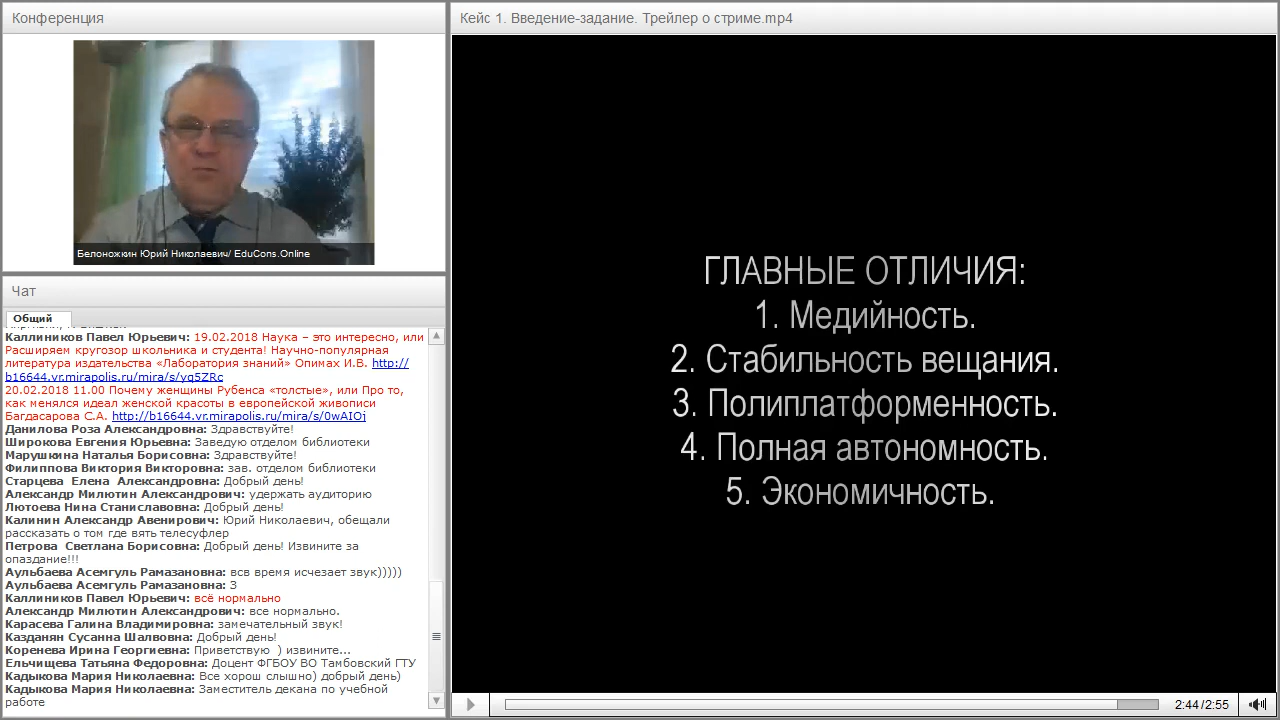 Конференция
Белоножкин Юрий Николаевич/ EduCons.Online
Чат
Общий
Каллиников Павел Юрьевич: 19.02.2018 Наука – это интересно, или
Расширяем кругозор школьника и студента! Научно-популярная
литература издательства «Лаборатория знаний» Опимах И.В. http://
b16644.vr.mirapolis.ru/mira/s/yq5ZRc
20.02.2018 11.00 Почему женщины Рубенса «толстые», или Про то,
как менялся идеал женской красоты в европейской живописи
Багдасарова С.А. http://b16644.vr.mirapolis.ru/mira/s/0wAIOj
Данилова Роза Александровна: Здравствуйте!
Широкова Евгения Юрьевна: Заведую отделом библиотеки
Марушкина Наталья Борисовна: Здравствуйте!
Филиппова Виктория Викторовна: зав. отделом библиотеки
Старцева Елена Александровна: Добрый день!
Александр Милютин Александрович: удержать аудиторию
Лютоева Нина Станиславовна: Добрый день!
Калинин Александр Авенирович: Юрий Николаевич, обещали
рассказать о том где вять телесуфлер
Петрова Светлана Борисовна: Добрый день! Извините за
опаздание!!!
Аульбаева Асемгуль Рамазановна: всв время исчезает звук)))))
Аульбаева Асемгуль Рамазановна: З
Каллиников Павел Юрьевич: всё нормально
Александр Милютин Александрович: все нормально.
Карасева Галина Владимировна: замечательный звук!
Казданян Сусанна Шалвовна: Добрый день!
Коренева Ирина Георгиевна: Приветствую ) извините...
Ельчищева Татьяна Федоровна: Доцент ФГБОУ ВО Тамбовский ГТУ
Кадыкова Мария Николаевна: Все хорош слышно) добрый день)
Кадыкова Мария Николаевна: Заместитель декана по учебной
работе
Кейс 1. Введение-задание. Трейлер о стриме.mp4
ГЛАВНЫЕ ОТЛИЧИЯ:
1. Медийность.
2. Стабильность вещания.
3. Полиплатформенность.
4. Полная автономность.
5. Экономичность.
2:44/2:55